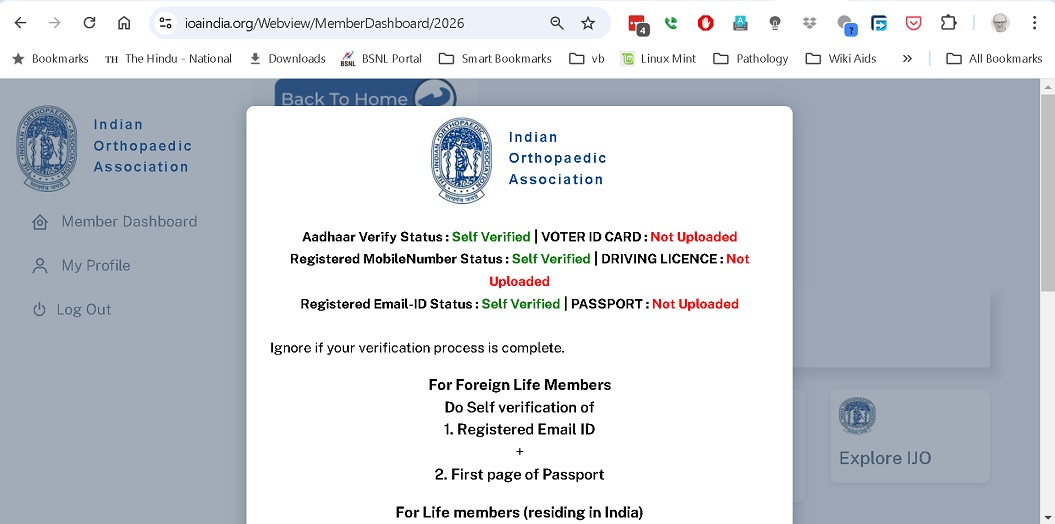 ioaindia.org/Webview/MemberDashboard/2026
4
?
Bookmarks TH The Hindu - National Downloads BSNL BSNL Portal Smart Bookmarks vb Linux Mint Pathology Wiki Aids » All Bookmarks
Back To Home
Indian
Orthopaedic
Association
Member Dashboard
My Profile
Log Out
Indian
Orthopaedic
Association
Aadhaar Verify Status : Self Verified | VOTER ID CARD : Not Uploaded
Registered MobileNumber Status : Self Verified | DRIVING LICENCE : Not
Uploaded
Registered Email-ID Status : Self Verified | PASSPORT : Not Uploaded
Ignore if your verification process is complete.
For Foreign Life Members
Do Self verification of
1. Registered Email ID
+
2. First page of Passport
For Life members (residing in India)
Explore IJO